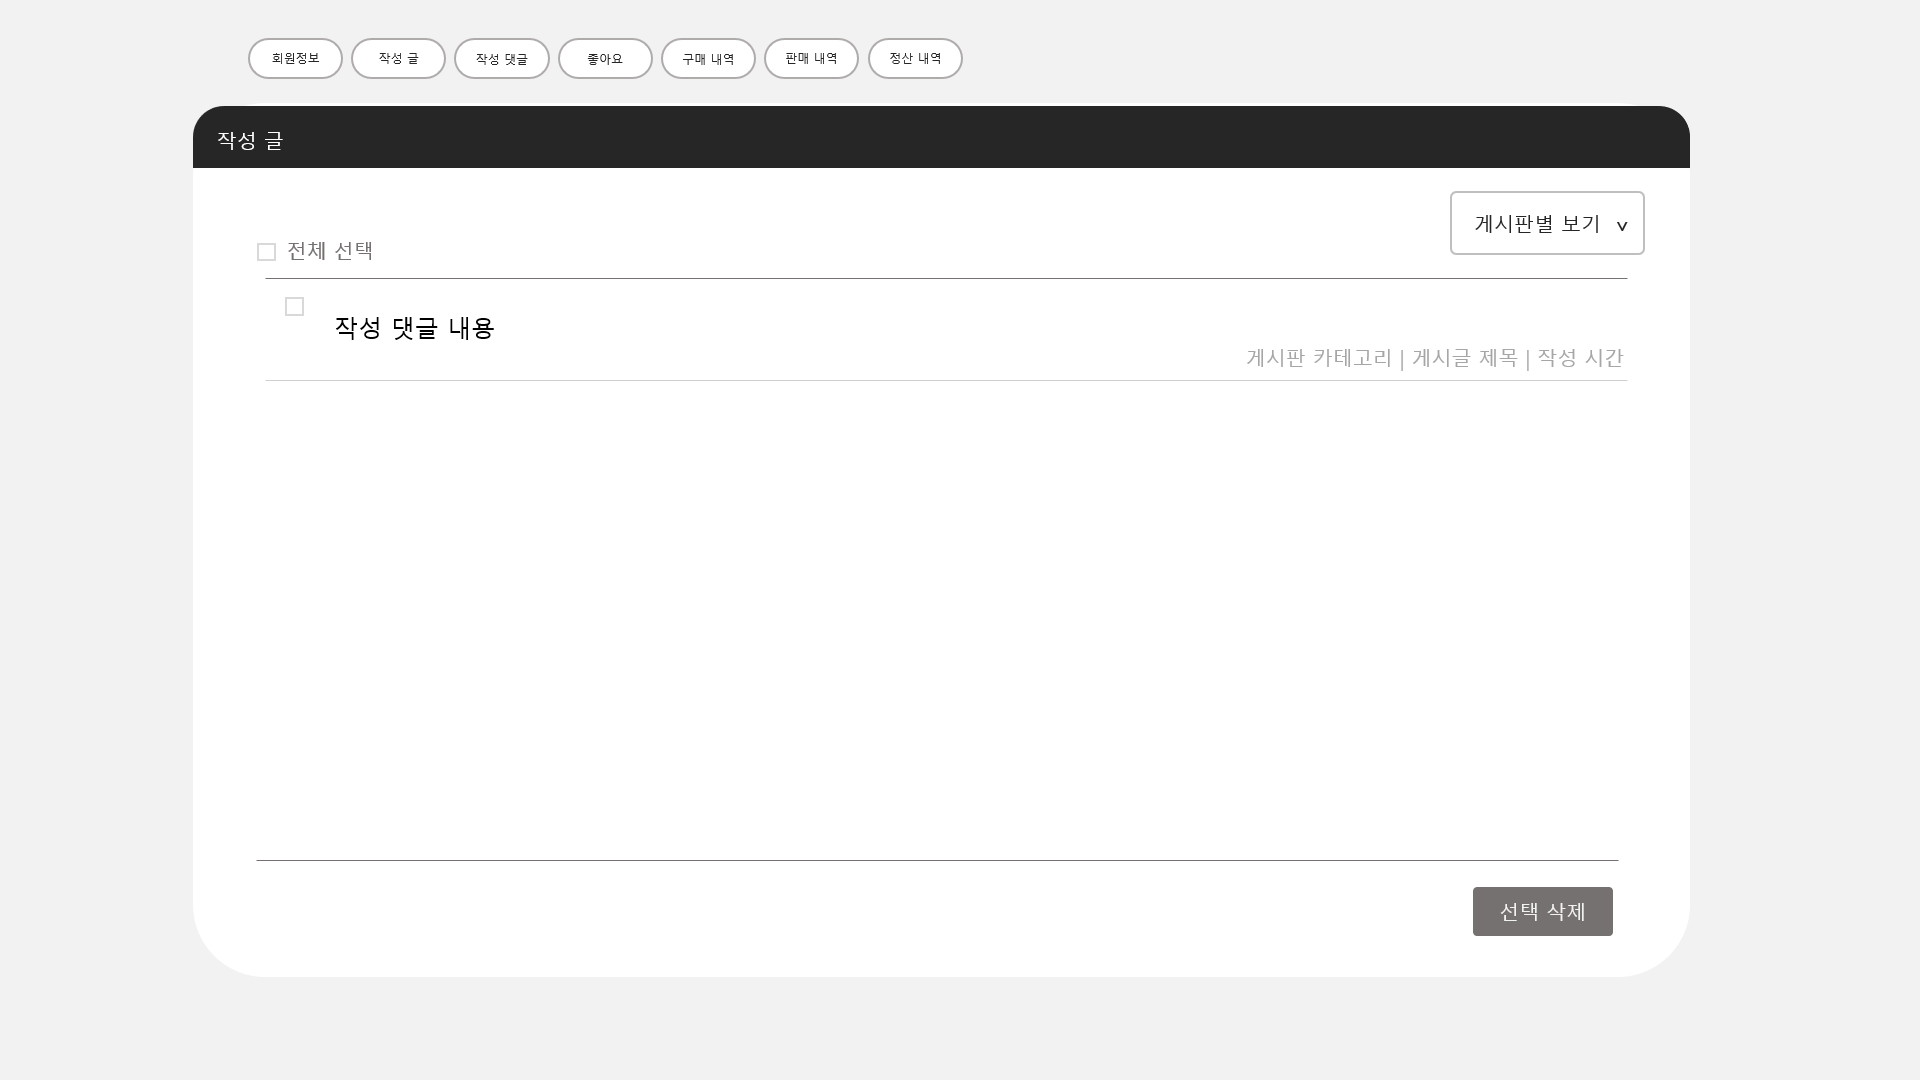 회원정보 작성 글 작성 댓글 좋아요 구매 내역 판매 내역 정산 내역
작성 글
게시판별 보기 v
전체 선택
작성 댓글 내용
게시판 카테고리 | 게시글 제목 | 작성 시간
선택 삭제